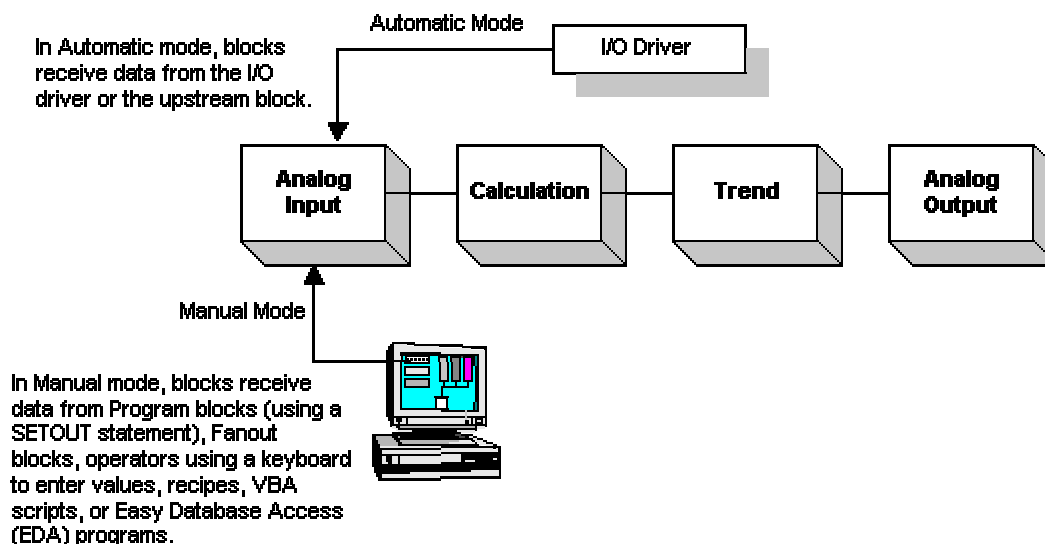 Automatic Mode
In Automatic mode, blocks
receive data from the I/O
driver or the upstream block.
I/O Driver
Analog
Input
Calculation
Trend
Analog
Output
Manual Mode
In Manual mode, blocks receive
data from Program blocks (using a
SETOUT statement), Fanout
blocks, operators using a keyboard
to enter values, recipes, VBA
scripts, or Easy Database Access
(EDA) programs.